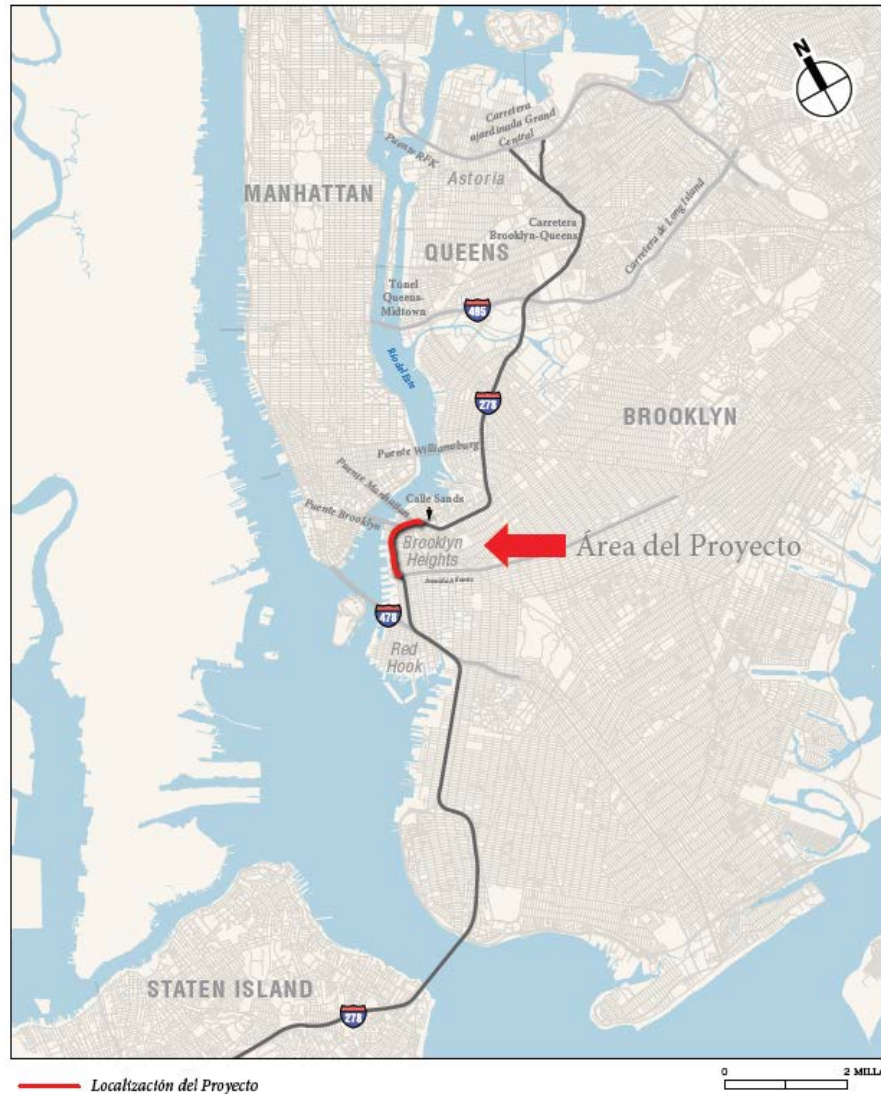 N
Carretera
ajardinada Grand
Central
Puente RFK
Astoria
MANHATTAN
Carretera
Brooklyn-Queens
Carretera de Long Island
QUEENS
Túnel
Queens-
Midtown
495
Río del Este
278
BROOKLYN
Puente Williamsburg
Puente Manhattan
Calle Sands
Puente Brooklyn
Brooklyn
Heights
Área del Proyecto
478
Red
Hook
STATEN ISLAND
278
Localización del Proyecto
0
2 MILLA